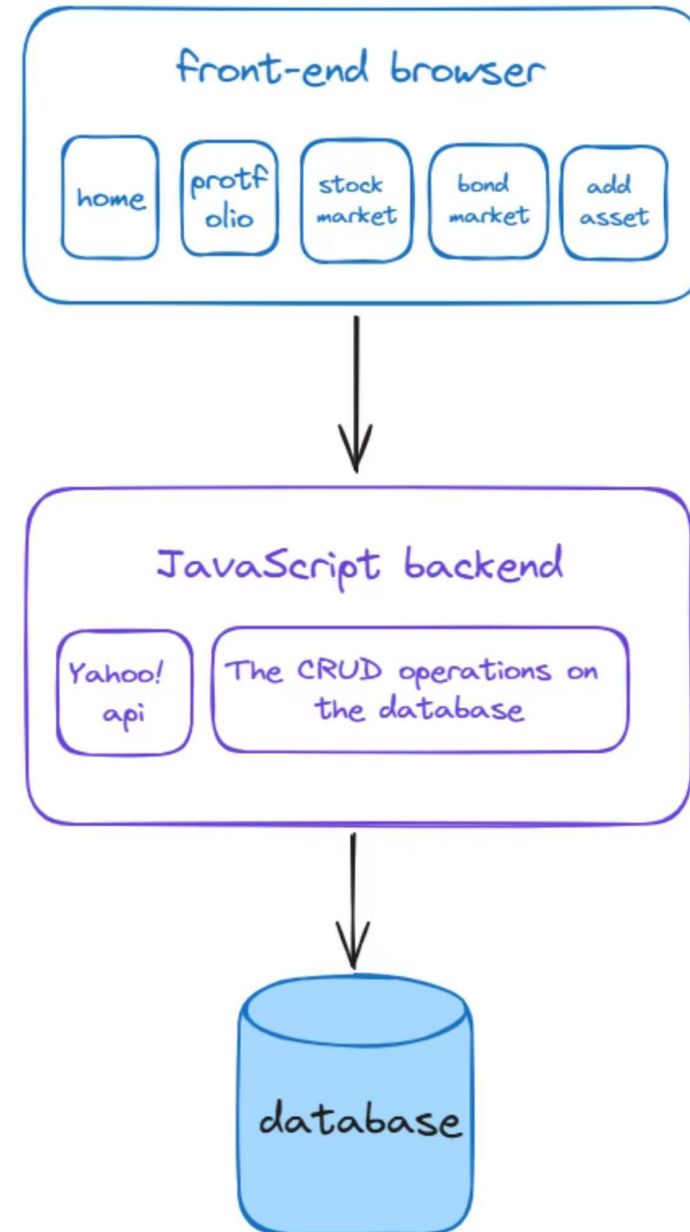 front-end browser
home
protf
olio
stock
market
bond
market
add
asset
JavaScript backend
Yahoo!
api
The CRUD operations on
the database
database